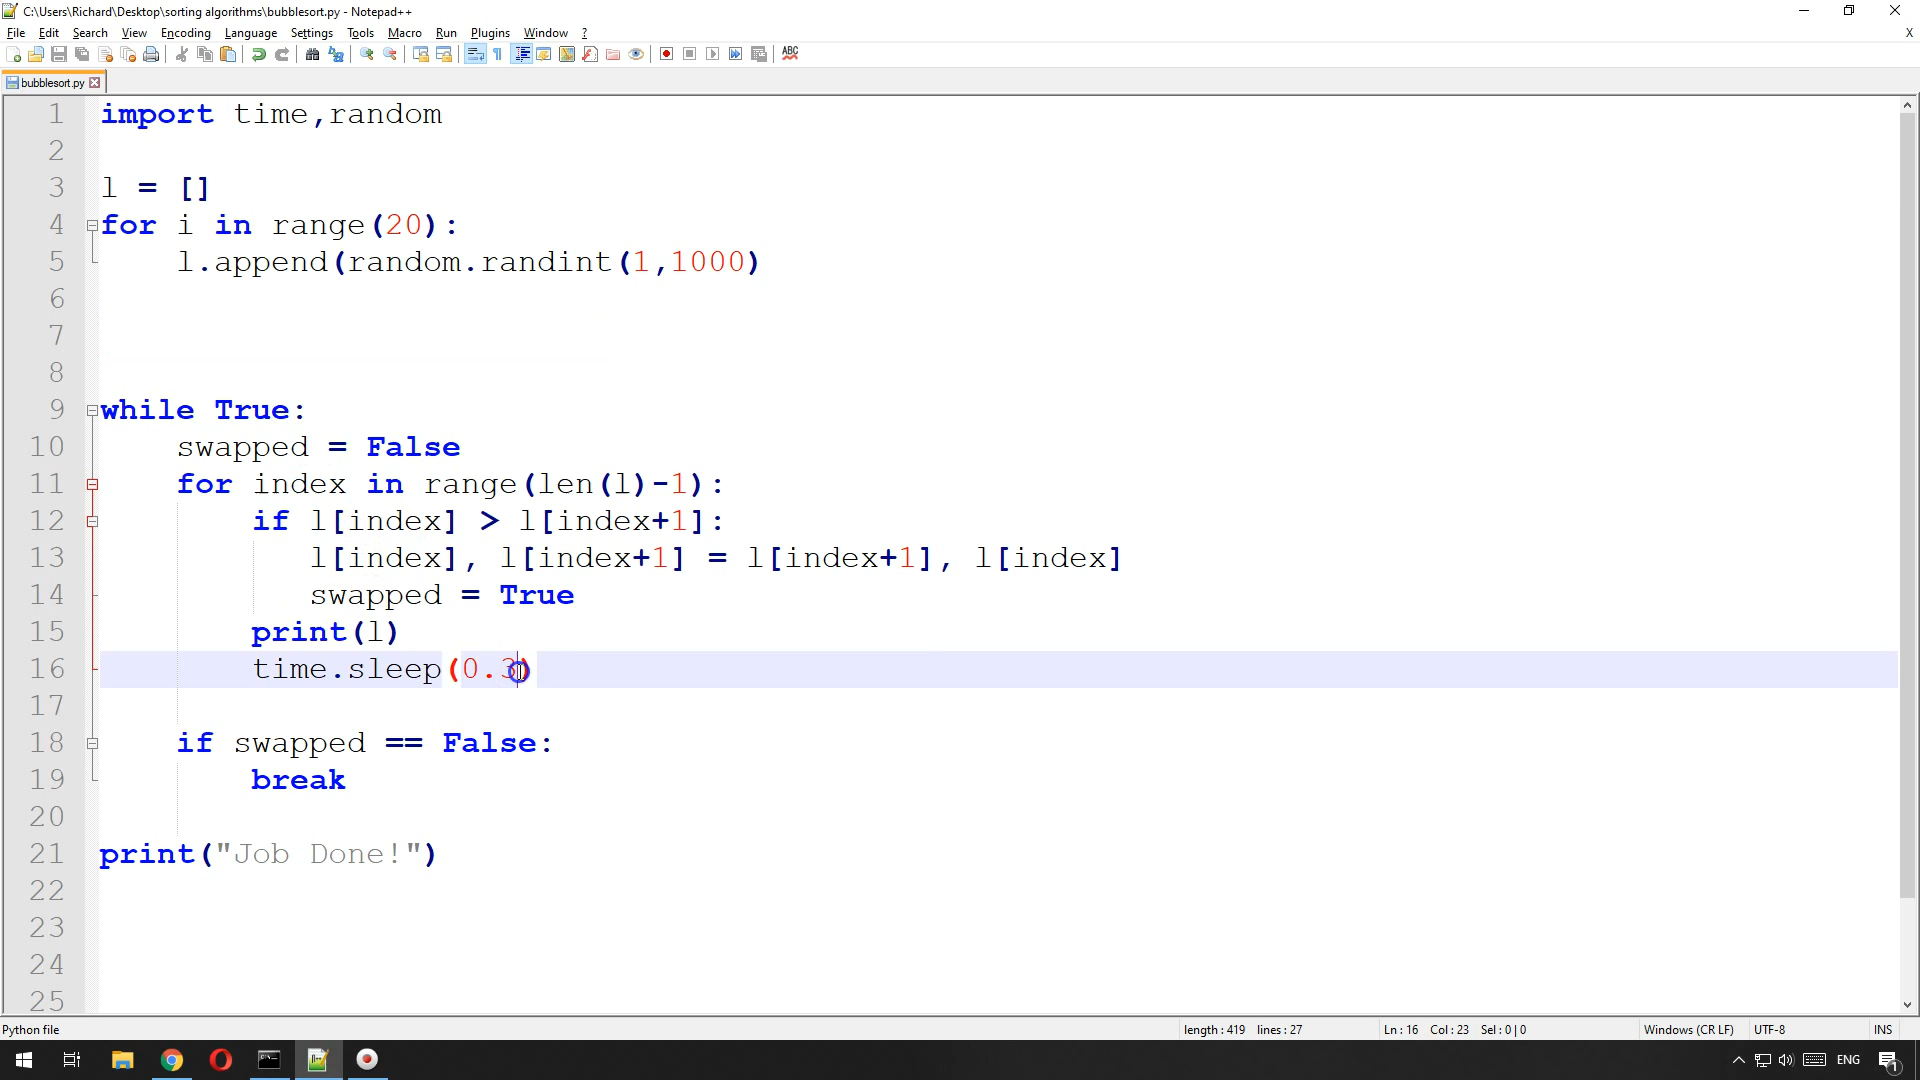 C:\Users\Richard\Desktop\sorting algorithms\bubblesort.py - Notepad++
File Edit Search View Encoding Language Settings Tools Macro Run Plugins Window ? X
ABC
bubblesort.py
1 import time,random
2
3 l = []
4 for i in range(20):
5 l.append(random.randint(1,1000)
6
7
8
9 while True:
10 swapped = False
11 for index in range(len(l)-1):
12 if l[index] > l[index+1]:
13 l[index], l[index+1] = l[index+1], l[index]
14 swapped = True
15 print(l)
16 time.sleep(0.3)
17
18 if swapped == False:
19 break
20
21 print("Job Done!")
22
23
24
25
Python file length : 419 lines : 27 Ln : 16 Col : 23 Sel : 0 | 0 Windows (CR LF) UTF-8 INS
ENG 1